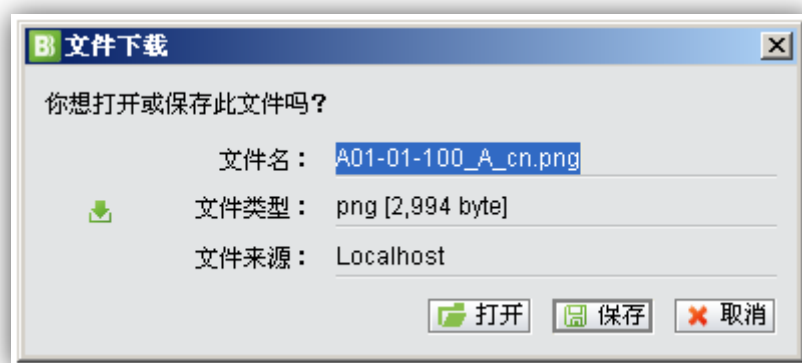 文件下载
你想打开或保存此文件吗?
文件名: A01-01-100_A_cn.png
文件类型: png [2,994 byte]
文件来源: Localhost
打开 保存 取消